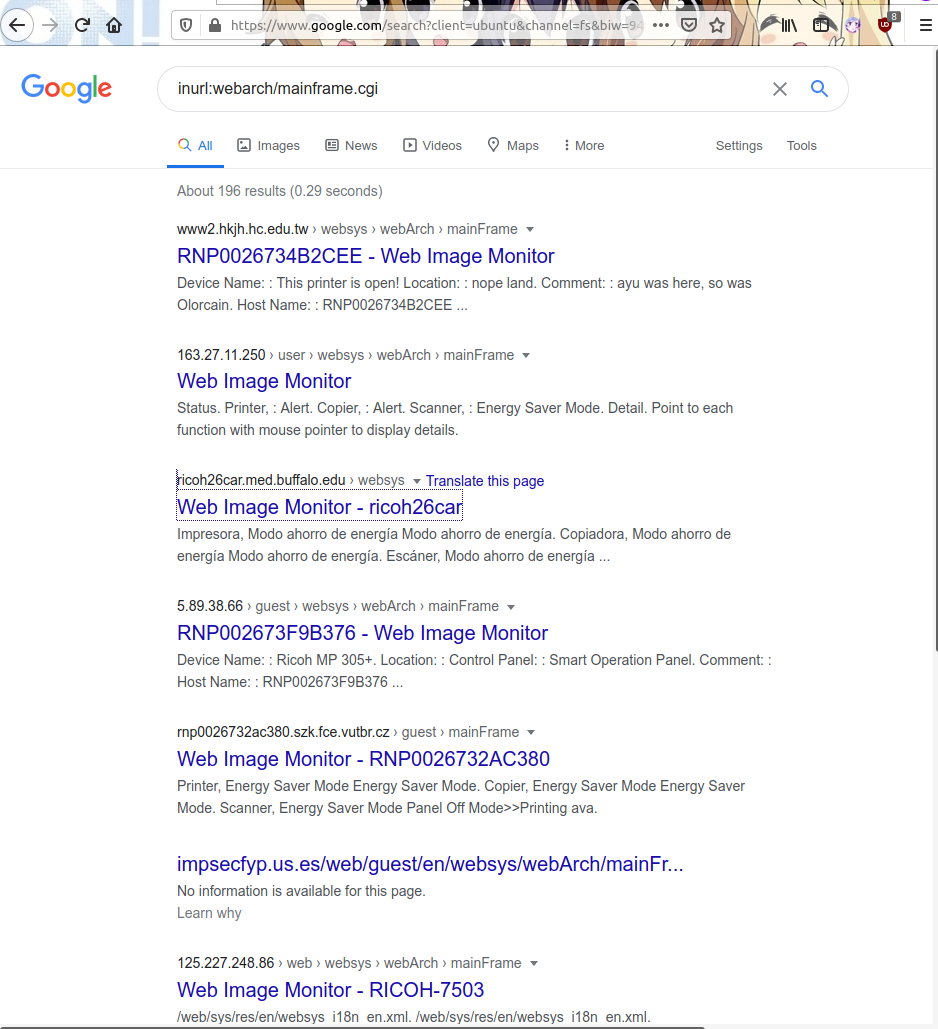 ON!
https://www.google.com/search?client=ubuntu&channel=fs&biw=94
8
Google
inurl:webarch/mainframe.cgi
All Images News Videos Maps More Settings Tools
About 196 results (0.29 seconds)
www2.hkjh.hc.edu.tw › websys › webArch › mainFrame
RNP0026734B2CEE - Web Image Monitor
Device Name: : This printer is open! Location: : nope land. Comment: : ayu was here, so was
Olorcain. Host Name: : RNP0026734B2CEE ...
163.27.11.250 › user › websys › webArch › mainFrame
Web Image Monitor
Status. Printer, : Alert. Copier, : Alert. Scanner, : Energy Saver Mode. Detail. Point to each
function with mouse pointer to display details.
ricoh26car.med.buffalo.edu › websys Translate this page
Web Image Monitor - ricoh26car
Impresora, Modo ahorro de energía Modo ahorro de energía. Copiadora, Modo ahorro de
energía Modo ahorro de energía. Escáner, Modo ahorro de energía ...
5.89.38.66 › guest › websys › webArch › mainFrame
RNP002673F9B376 - Web Image Monitor
Device Name: : Ricoh MP 305+. Location: : Control Panel: : Smart Operation Panel. Comment: :
Host Name: : RNP002673F9B376 ...
rnp0026732ac380.szk.fce.vutbr.cz › guest › mainFrame
Web Image Monitor - RNP0026732AC380
Printer, Energy Saver Mode Energy Saver Mode. Copier, Energy Saver Mode Energy Saver
Mode. Scanner, Energy Saver Mode Panel Off Mode>>Printing ava.
impsecfyp.us.es/web/guest/en/websys/webArch/mainFr...
No information is available for this page.
Learn why
125.227.248.86 › web › websys › webArch › mainFrame
Web Image Monitor - RICOH-7503
/web/sys/res/en/websys_i18n_en.xml. /web/sys/res/en/websys_i18n_en.xml.